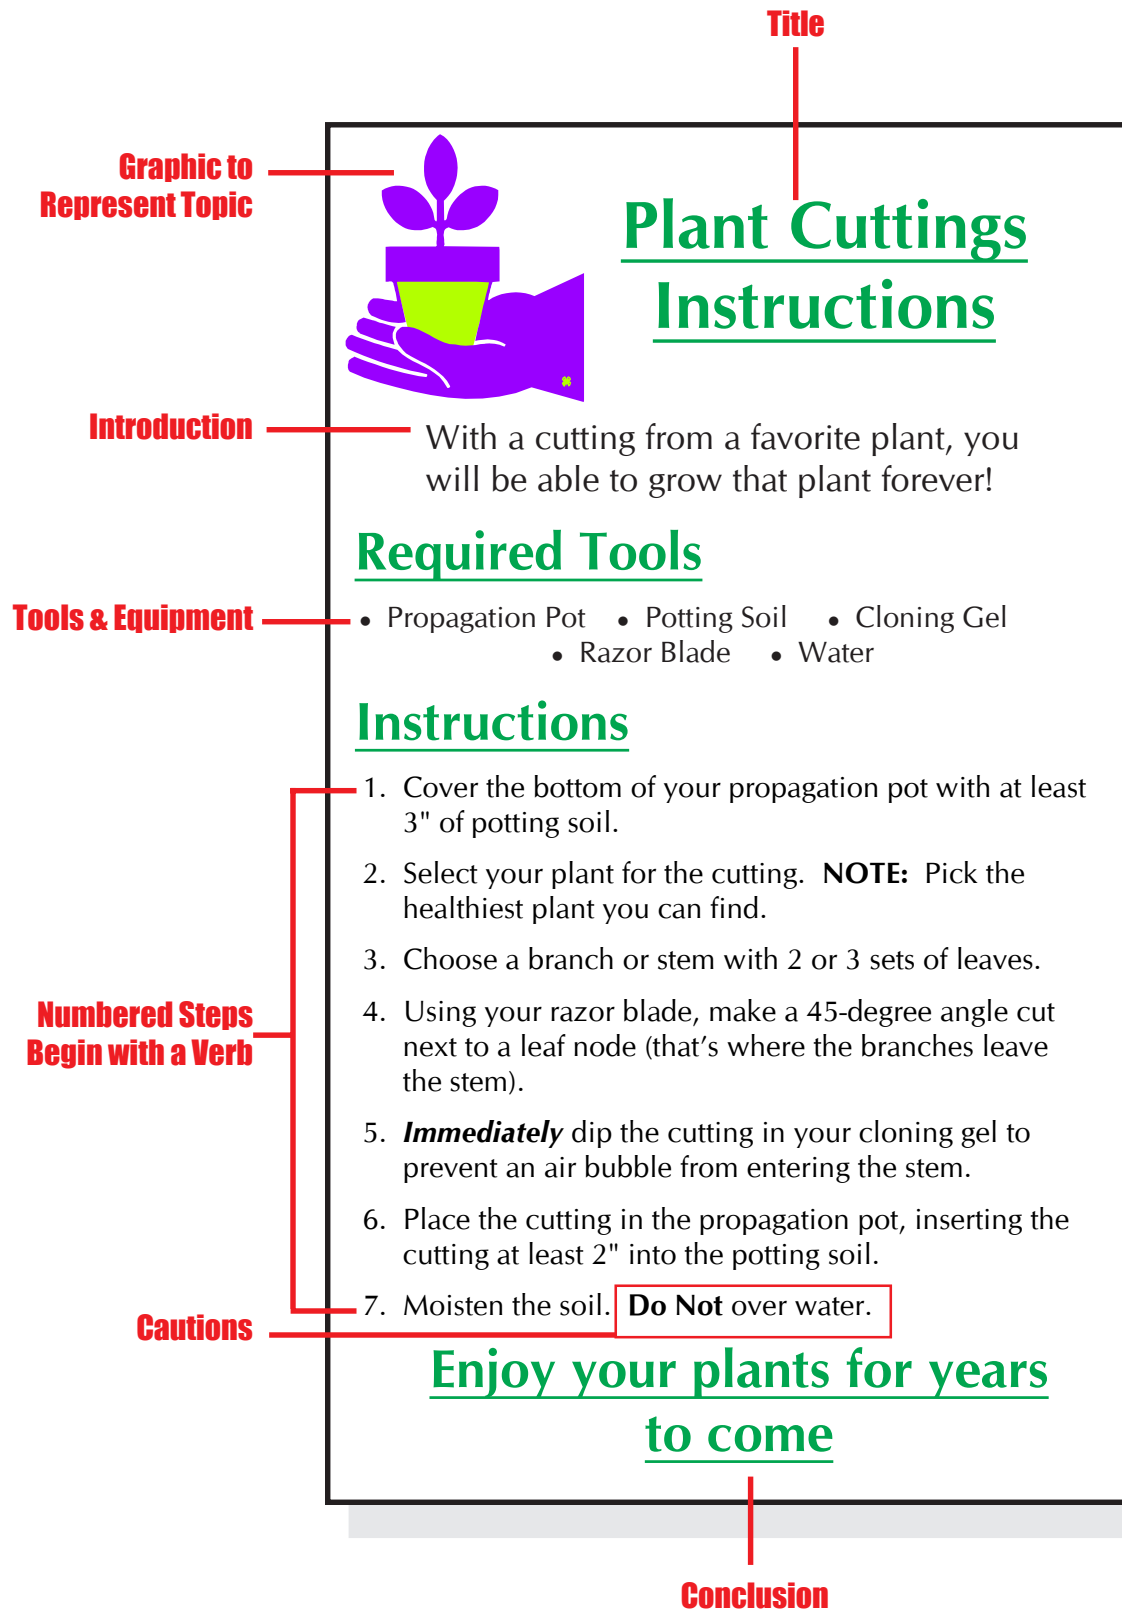 Title
Graphic to
Represent Topic
Plant Cuttings
Instructions
Introduction
With a cutting from a favorite plant, you
will be able to grow that plant forever!
Required Tools
Tools & Equipment
• Propagation Pot • Potting Soil • Cloning Gel
• Razor Blade • Water
Instructions
1. Cover the bottom of your propagation pot with at least
3" of potting soil.
2. Select your plant for the cutting. NOTE: Pick the
healthiest plant you can find.
3. Choose a branch or stem with 2 or 3 sets of leaves.
Numbered Steps
Begin with a Verb
4. Using your razor blade, make a 45-degree angle cut
next to a leaf node (that's where the branches leave
the stem).
5. Immediately dip the cutting in your cloning gel to
prevent an air bubble from entering the stem.
6. Place the cutting in the propagation pot, inserting the
cutting at least 2" into the potting soil.
7. Moisten the soil. Do Not over water.
Cautions
Enjoy your plants for years
to come
Conclusion